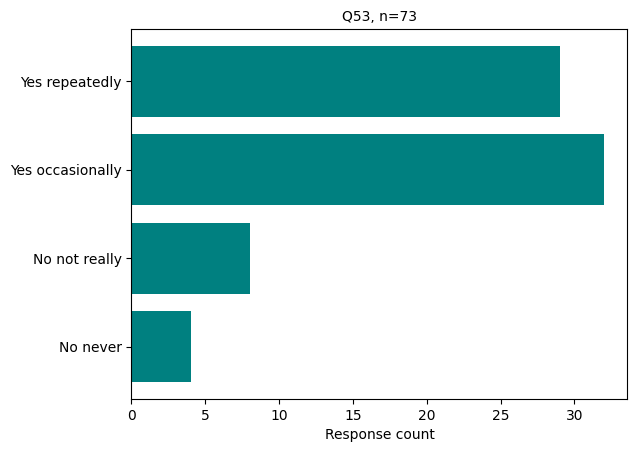 Q53, n=73
Yes repeatedly
Yes occasionally
No not really
No never
0 5 10 15 20 25 30
Response count